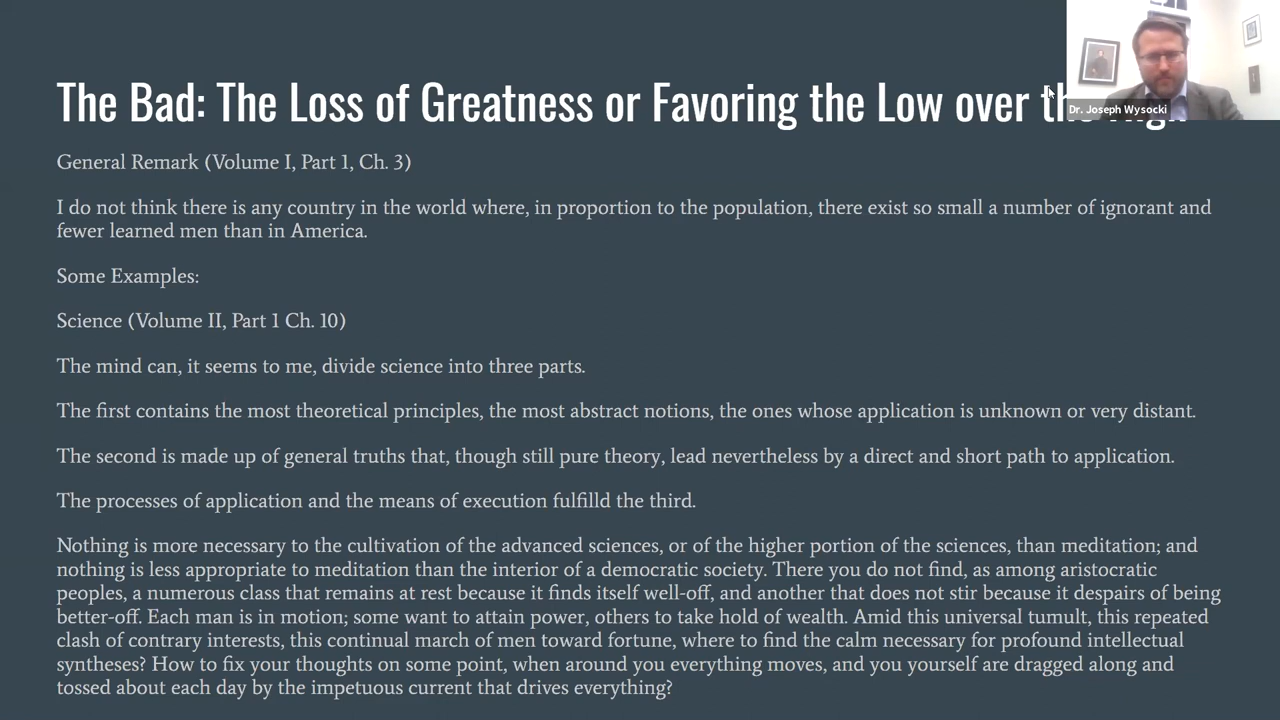 The Bad: The Loss of Greatness or Favoring the Low over
Dr. Joseph Wysocki
General Remark (Volume I, Part 1, Ch. 3)
I do not think there is any country in the world where, in proportion to the population, there exist so small a number of ignorant and
fewer learned men than in America.
Some Examples:
Science (Volume II, Part 1 Ch. 10)
The mind can, it seems to me, divide science into three parts.
The first contains the most theoretical principles, the most abstract notions, the ones whose application is unknown or very distant.
The second is made up of general truths that, though still pure theory, lead nevertheless by a direct and short path to application.
The processes of application and the means of execution fulfilld the third.
Nothing is more necessary to the cultivation of the advanced sciences, or of the higher portion of the sciences, than meditation; and
nothing is less appropriate to meditation than the interior of a democratic society. There you do not find, as among aristocratic
peoples, a numerous class that remains at rest because it finds itself well-off, and another that does not stir because it despairs of being
better-off. Each man is in motion; some want to attain power, others to take hold of wealth. Amid this universal tumult, this repeated
clash of contrary interests, this continual march of men toward fortune, where to find the calm necessary for profound intellectual
syntheses? How to fix your thoughts on some point, when around you everything moves, and you yourself are dragged along and
tossed about each day by the impetuous current that drives everything?